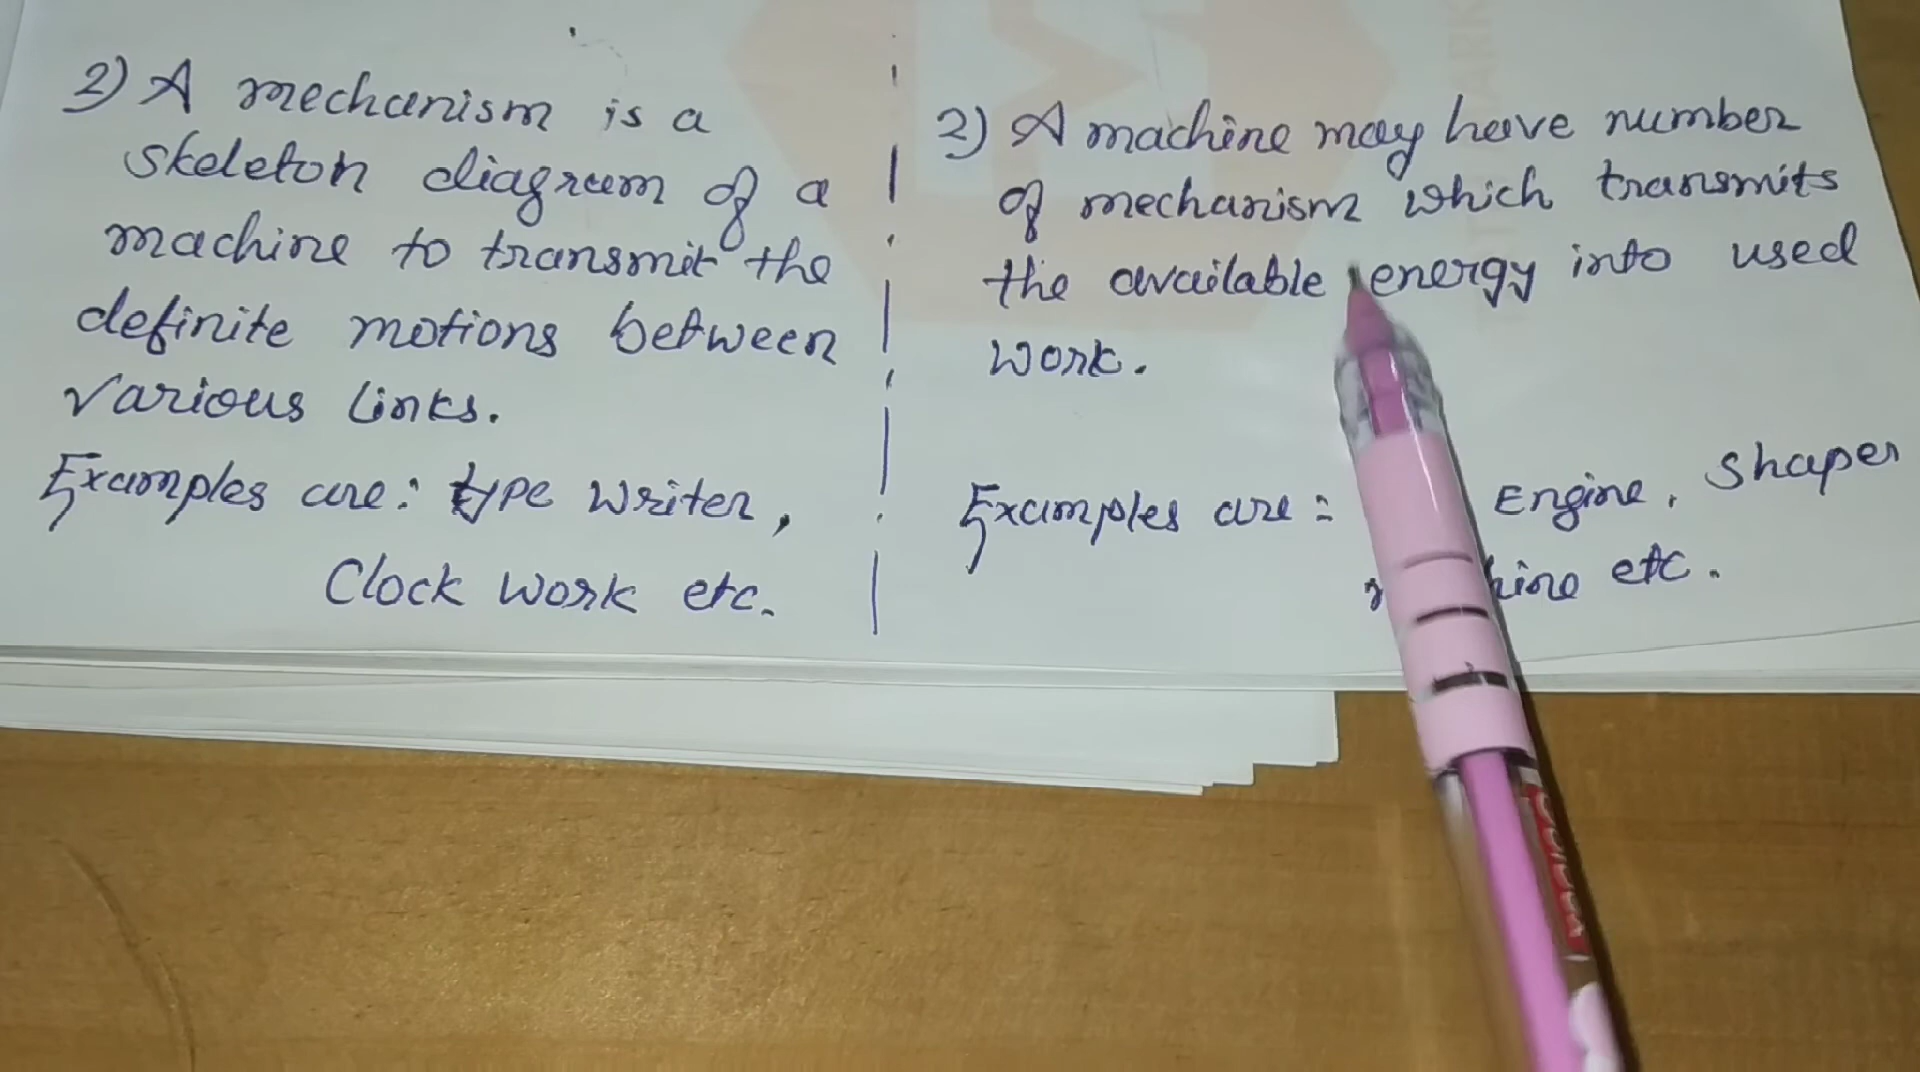 2) A mechanism is a
skeleton diagram of a
machine to transmit the
definite motions between
various links.
Examples are: type writer,
Clock work etc.
2) A machine may have number
of mechanism which transmits
the available energy into used
work.
Examples are: Engine, Shaper
etc.